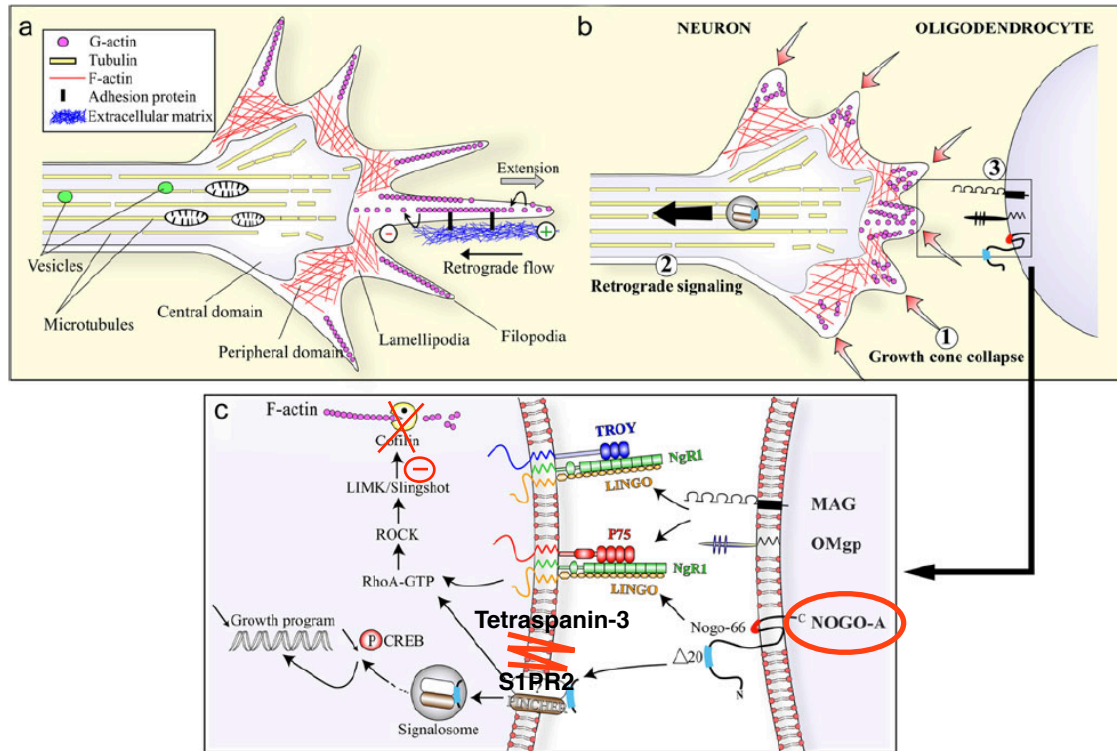 a
G-actin
Tubulin
F-actin
Adhesion protein
Extracellular matrix
Extension
−
+
Retrograde flow
Vesicles
Microtubules
Central domain
Peripheral domain
Lamellipodia
Filopodia
b
NEURON
OLIGODENDROCYTE
3
2
Retrograde signaling
1
Growth cone collapse
c
F-actin
Cofilin
−
LIMK/Slingshot
ROCK
RhoA-GTP
Growth program
P CREB
Signalosome
TROY
NgR1
LINGO
P75
NgR1
LINGO
Tetraspanin-3
S1PR2
PINCHER
MAG
OMgp
Nogo-66
C
NOGO-A
△20
N